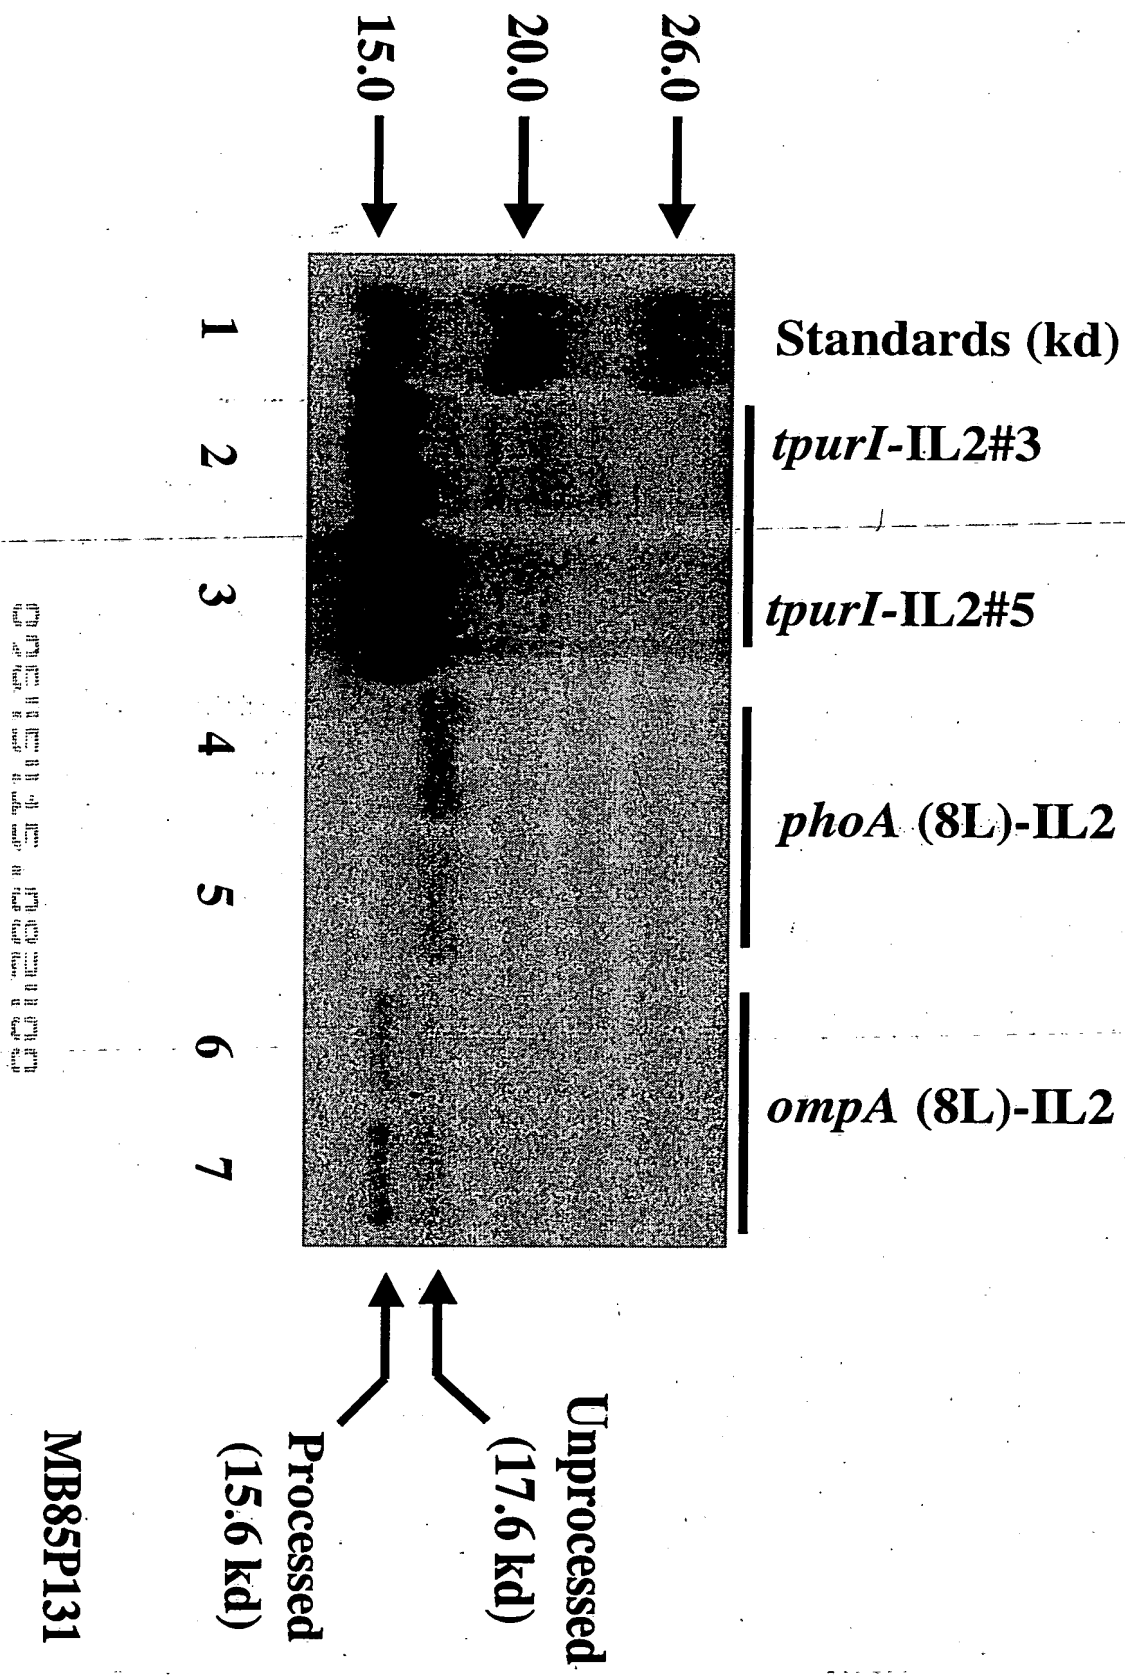 Standards (kd)
tpurI-IL2#3
tpurI-IL2#5
phoA (8L)-IL2
ompA (8L)-IL2
26.0
20.0
15.0
Unprocessed
(17.6 kd)
Processed
(15.6 kd)
1
2
3
4
5
6
7
MB85P131